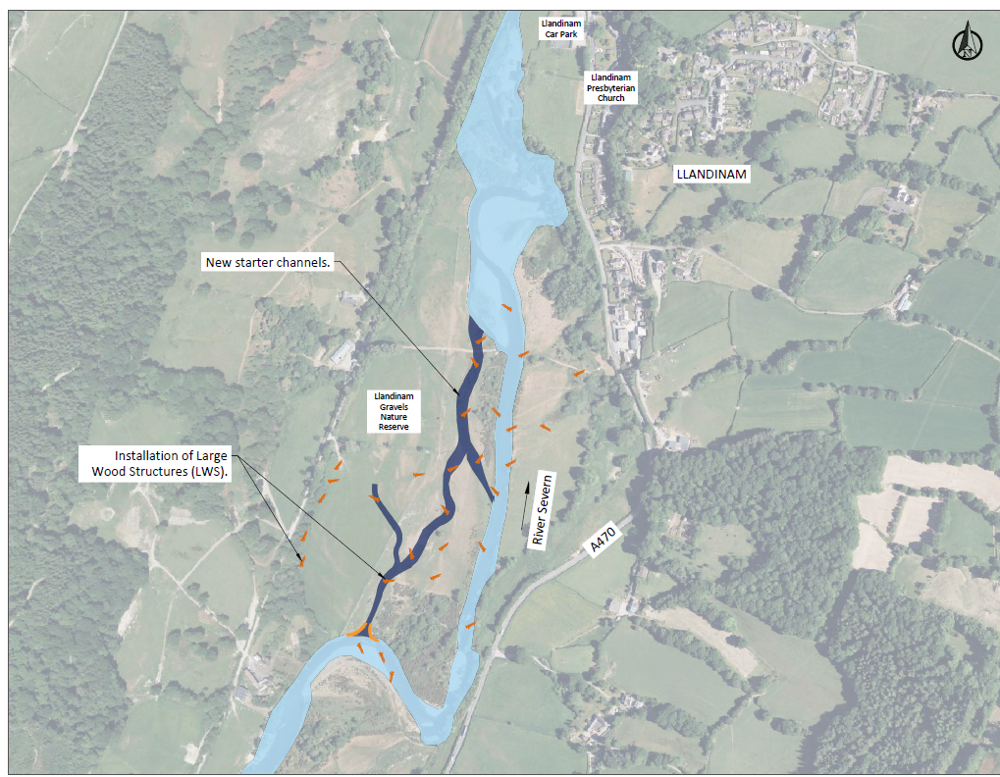 Llandinam
Car Park
Llandinam
Presbyterian
Church
LLANDINAM
New starter channels.
Llandinam
Gravels
Nature
Reserve
Installation of Large
Wood Structures (LWS).
River Severn
A470
N